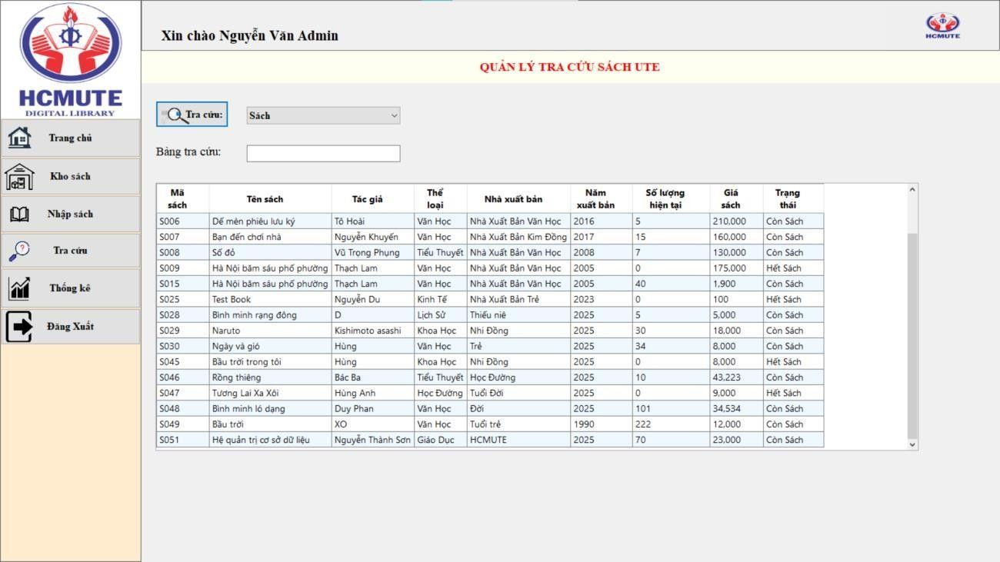 HCMUTE
DIGITAL LIBRARY
Xin chào Nguyễn Văn Admin
HCMUTE
QUẢN LÝ TRA CỨU SÁCH UTE
Trang chủ
Kho sách
Nhập sách
Tra cứu
Thống kê
Đăng Xuất
Tra cứu: Sách
Bảng tra cứu:
Mã sách Tên sách Tác giả Thể loại Nhà xuất bản Năm xuất bản Số lượng hiện tại Giá sách Trạng thái
S006 Dế mèn phiêu lưu ký Tô Hoài Văn Học Nhà Xuất Bản Văn Học 2016 5 210,000 Còn Sách
S007 Bạn đến chơi nhà Nguyễn Khuyến Văn Học Nhà Xuất Bản Kim Đồng 2017 15 160,000 Còn Sách
S008 Số đỏ Vũ Trọng Phụng Tiểu Thuyết Nhà Xuất Bản Văn Học 2008 7 130,000 Còn Sách
S009 Hà Nội băm sáu phố phường Thạch Lam Văn Học Nhà Xuất Bản Văn Học 2005 0 175,000 Hết Sách
S015 Hà Nội băm sáu phố phường Thạch Lam Văn Học Nhà Xuất Bản Văn Học 2005 40 1,900 Còn Sách
S025 Test Book Nguyễn Du Kinh Tế Nhà Xuất Bản Trẻ 2023 0 100 Hết Sách
S028 Bình minh rạng đông D Lịch Sử Thiếu niê 2025 5 5,000 Còn Sách
S029 Naruto Kishimoto asashi Khoa Học Nhi Đồng 2025 30 18,000 Còn Sách
S030 Ngày và gió Hùng Văn Học Trẻ 2025 34 8,000 Còn Sách
S045 Bầu trời trong tôi Hùng Khoa Học Nhi Đồng 2025 0 8,000 Hết Sách
S046 Rồng thiêng Bác Ba Tiểu Thuyết Học Đường 2025 10 43,223 Còn Sách
S047 Tương Lai Xa Xôi Hùng Anh Học Đường Tuổi Đời 2025 0 9,000 Hết Sách
S048 Bình minh ló dạng Duy Phan Văn Học Đời 2025 101 34,534 Còn Sách
S049 Bầu trời XO Văn Học Tuổi trẻ 1990 222 12,000 Còn Sách
S051 Hệ quản trị cơ sở dữ liệu Nguyễn Thành Sơn Giáo Dục HCMUTE 2025 70 23,000 Còn Sách